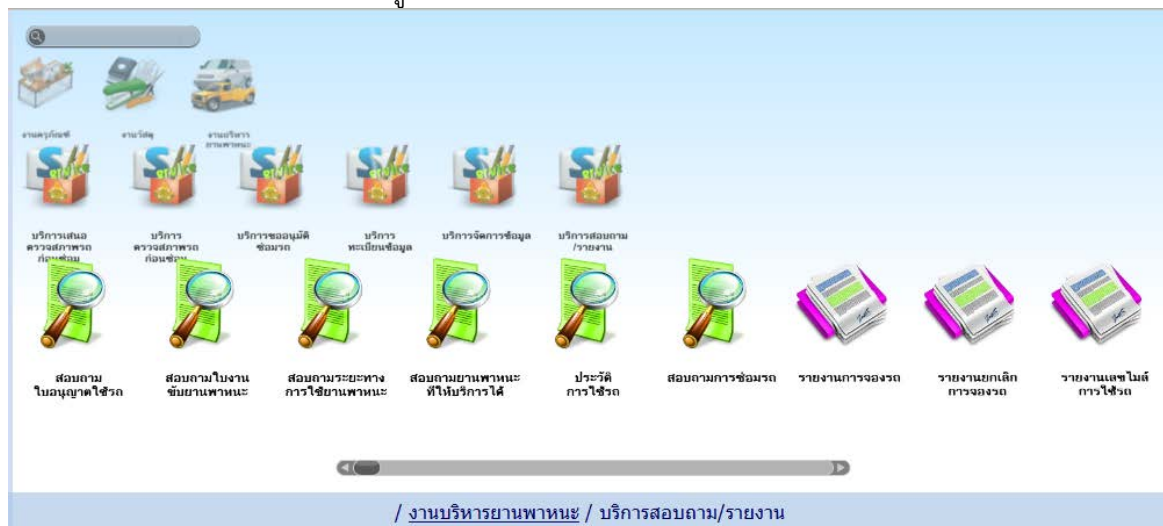 งานครุภัณฑ์ งานวัสดุ งานบริหาร
ยานพาหนะ
บริการเสนอ บริการ บริการขออนุมัติ บริการ บริการจัดการข้อมูล บริการสอบถาม
ตรวจสภาพรถ ตรวจสภาพรถ ซ่อมรถ ทะเบียนข้อมูล /รายงาน
ก่อนซ่อม ก่อนซ่อม
สอบถาม สอบถามใบงาน สอบถามระยะทาง สอบถามยานพาหนะ ประวัติ สอบถามการซ่อมรถ รายงานการจองรถ รายงานยกเลิก รายงานเลขไมล์
ใบอนุญาตใช้รถ ขับยานพาหนะ การใช้ยานพาหนะ ที่ให้บริการได้ การใช้รถ การจองรถ การใช้รถ
/ งานบริหารยานพาหนะ / บริการสอบถาม/รายงาน